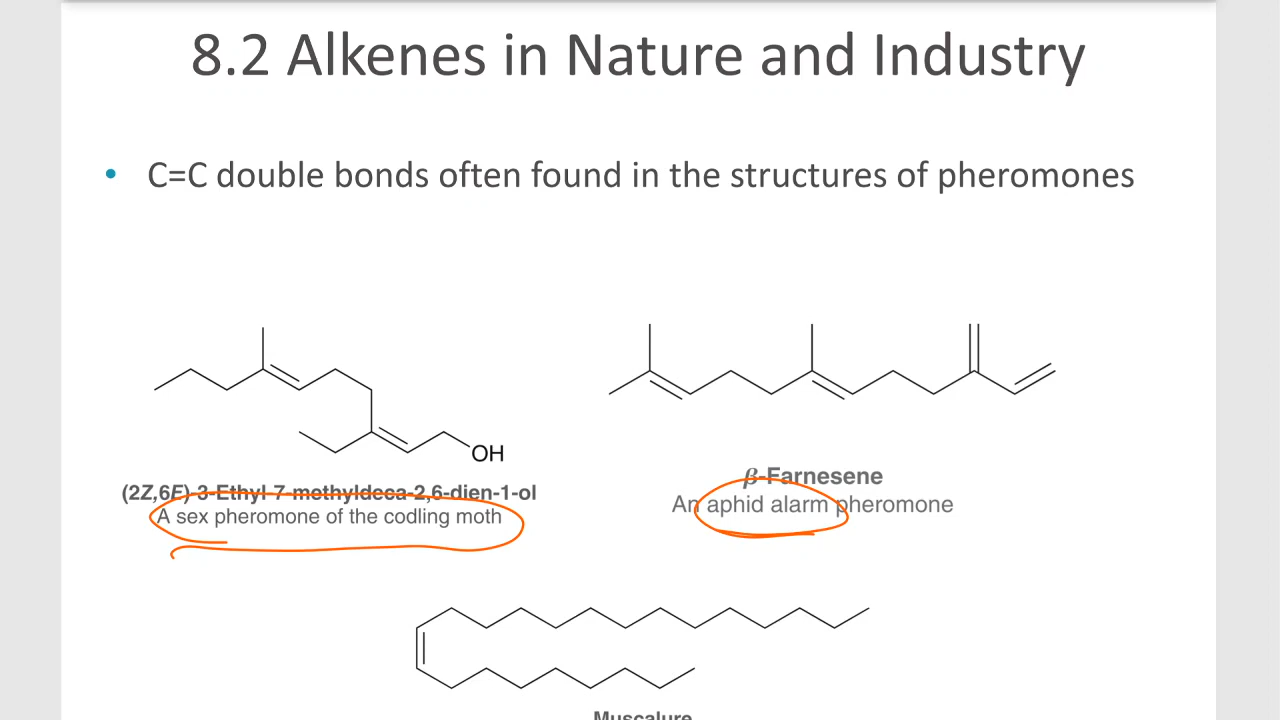 8.2 Alkenes in Nature and Industry
• C=C double bonds often found in the structures of pheromones
OH
(2Z,6E)-3-Ethyl-7-methyldeca-2,6-dien-1-ol
A sex pheromone of the codling moth
β-Farnesene
An aphid alarm pheromone
Muscalure